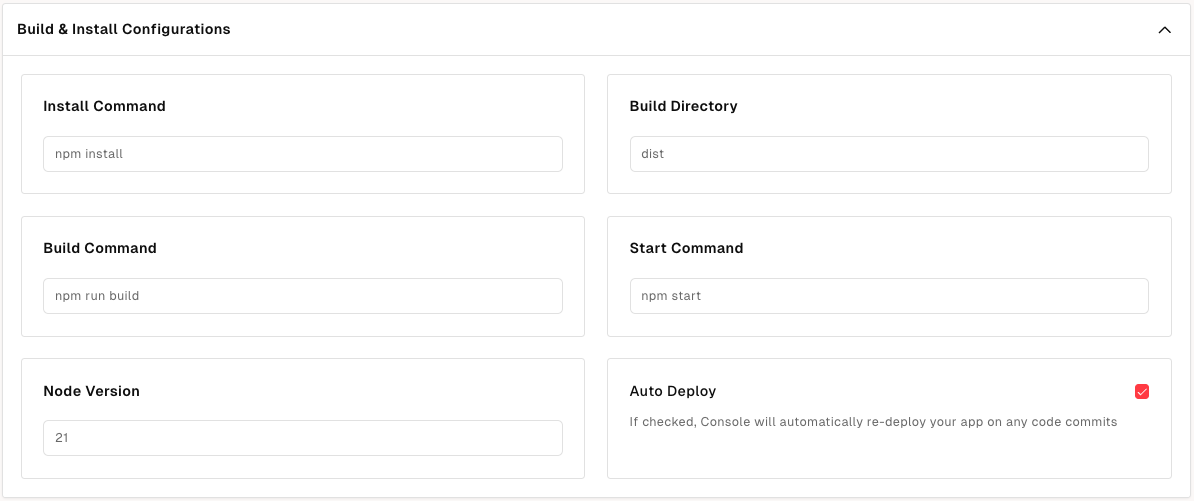 Build & Install Configurations
Install Command
npm install
Build Directory
dist
Build Command
npm run build
Start Command
npm start
Node Version
21
Auto Deploy
If checked, Console will automatically re-deploy your app on any code commits